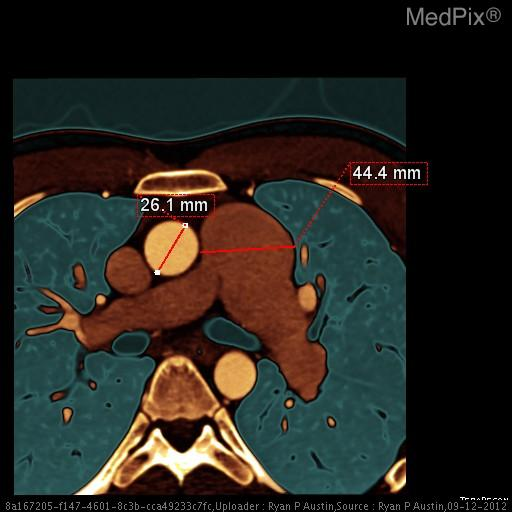 MedPix®
44.4 mm
26.1 mm
TeraRecon
8a167205-f147-4601-8c3b-cca49233c7fc,Uploader : Ryan P Austin,Source : Ryan P Austin,09-12-2012